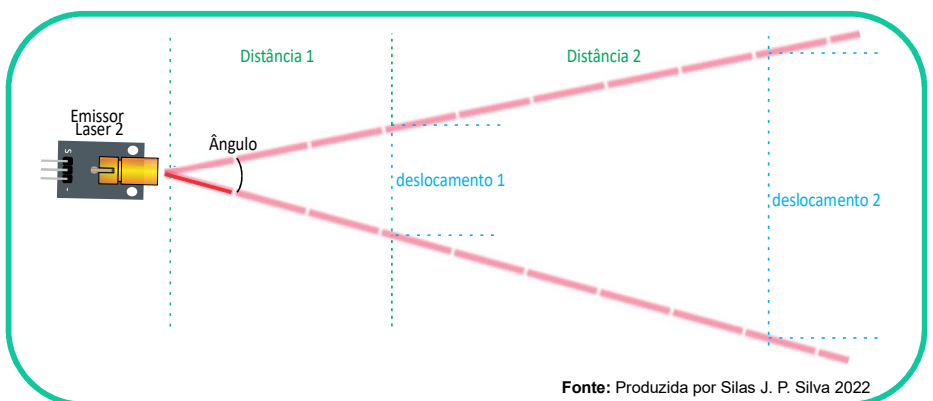 Distância 1
Distância 2
Emissor
Laser 2
S
-
Ângulo
deslocamento 1
deslocamento 2
Fonte: Produzida por Silas J. P. Silva 2022